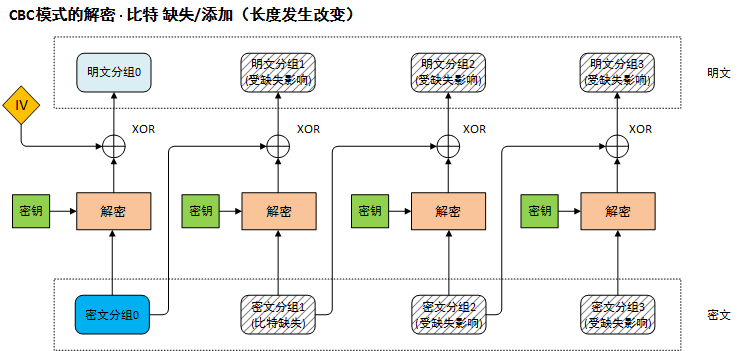 CBC模式的解密 · 比特 缺失/添加（长度发生改变）
明文分组0
明文分组1
(受缺失影响)
明文分组2
(受缺失影响)
明文分组3
(受缺失影响)
明文
IV
XOR
XOR
XOR
XOR
密钥
解密
密钥
解密
密钥
解密
密钥
解密
密文分组0
密文分组1
(比特缺失)
密文分组2
(受缺失影响)
密文分组3
(受缺失影响)
密文